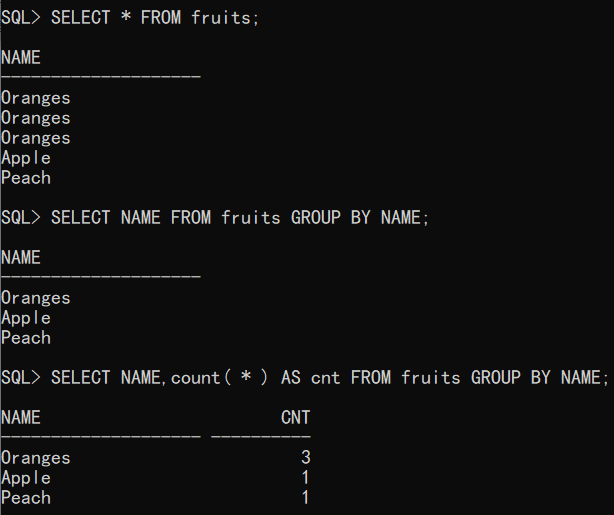 SQL> SELECT * FROM fruits;
NAME
--------------------
Oranges
Oranges
Oranges
Apple
Peach
SQL> SELECT NAME FROM fruits GROUP BY NAME;
NAME
--------------------
Oranges
Apple
Peach
SQL> SELECT NAME,count( * ) AS cnt FROM fruits GROUP BY NAME;
NAME                        CNT
-------------------- ----------
Oranges                       3
Apple                         1
Peach                         1